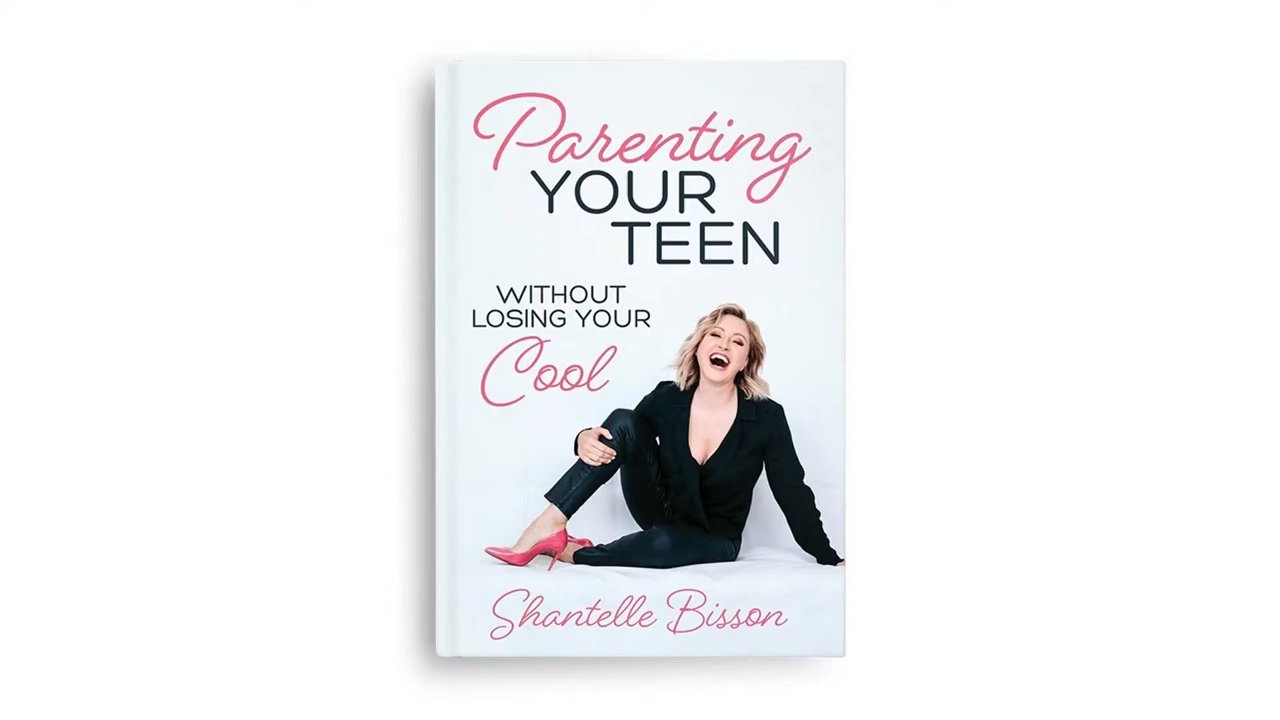 Parenting
YOUR
TEEN
WITHOUT
LOSING YOUR
Cool
Shantelle Bisson